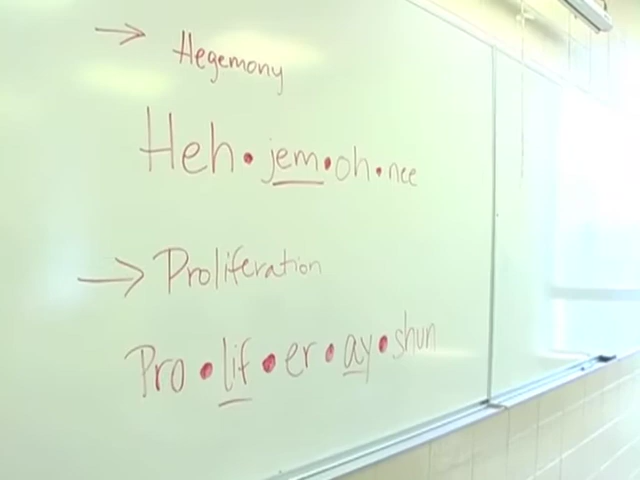 → Hegemony
Heh•jem•oh•nee
→ Proliferation
Pro•lif•er•ay•shun